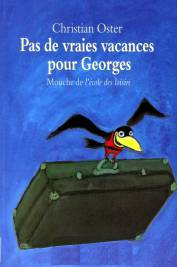 Christian Oster
Pas de vraies vacances
pour Georges
Mouche de l'école des loisirs